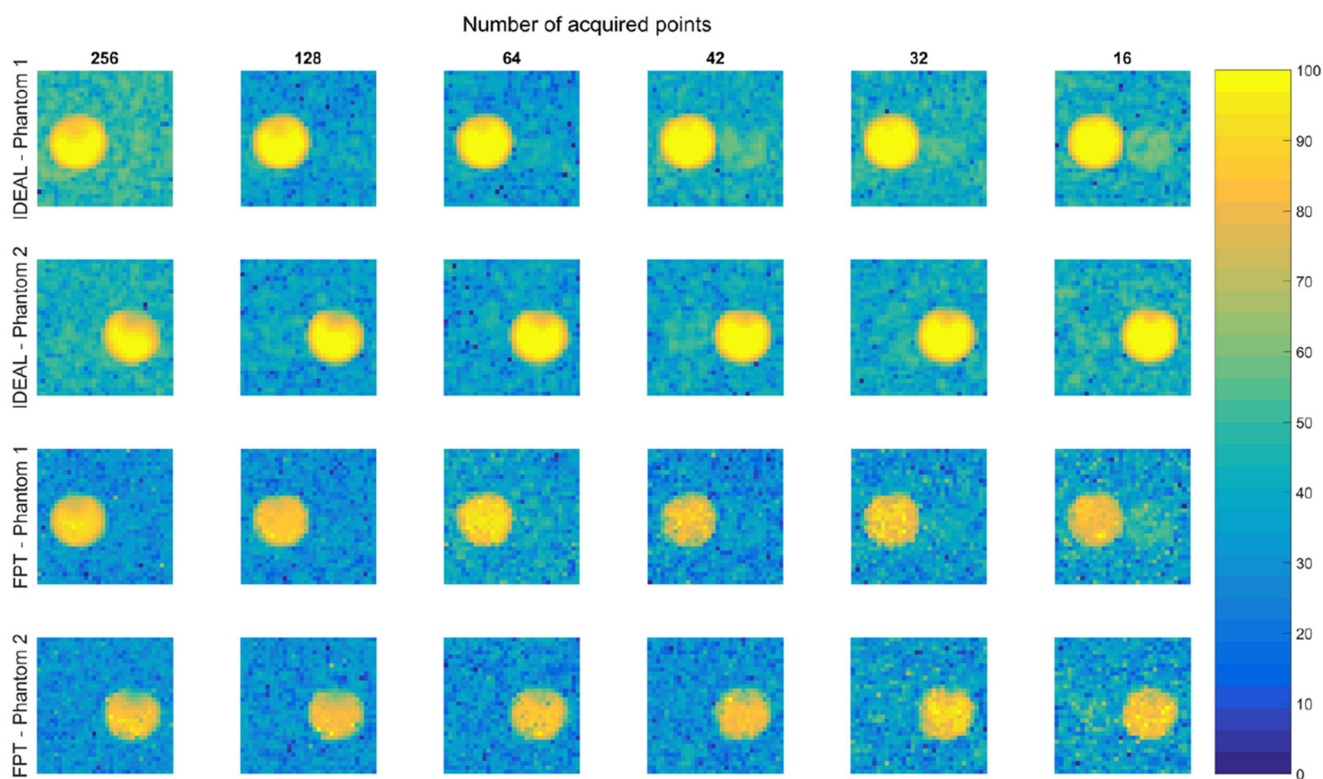 Number of acquired points
256 128 64 42 32 16
IDEAL - Phantom 1
IDEAL - Phantom 2
FPT - Phantom 1
FPT - Phantom 2
100
90
80
70
60
50
40
30
20
10
0